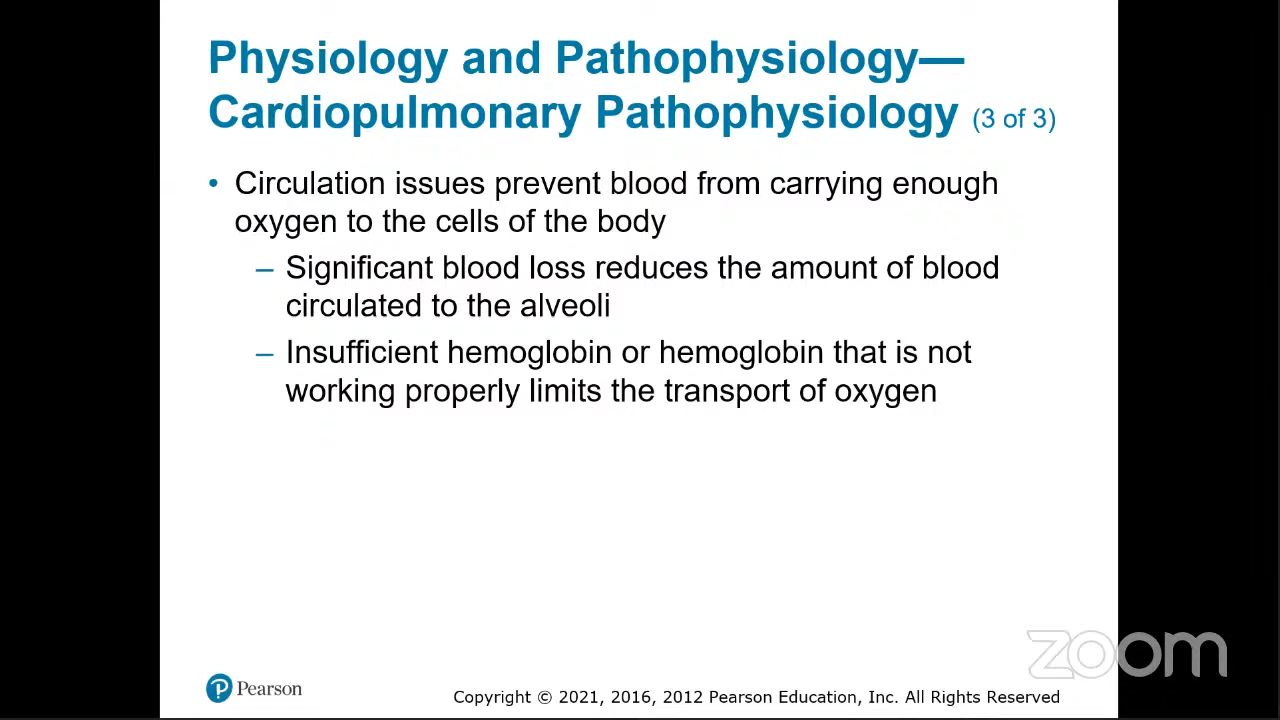 Physiology and Pathophysiology—
Cardiopulmonary Pathophysiology (3 of 3)
• Circulation issues prevent blood from carrying enough
oxygen to the cells of the body
– Significant blood loss reduces the amount of blood
circulated to the alveoli
– Insufficient hemoglobin or hemoglobin that is not
working properly limits the transport of oxygen
zoom
P Pearson
Copyright © 2021, 2016, 2012 Pearson Education, Inc. All Rights Reserved